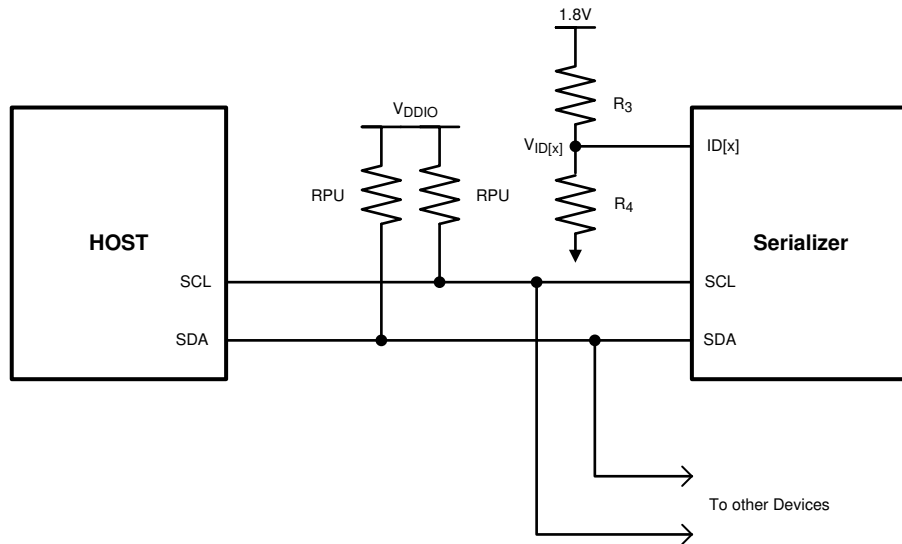 1.8V
R3
VDDIO
VID[x]
ID[x]
RPU
RPU
R4
HOST
Serializer
SCL
SCL
SDA
SDA
To other Devices